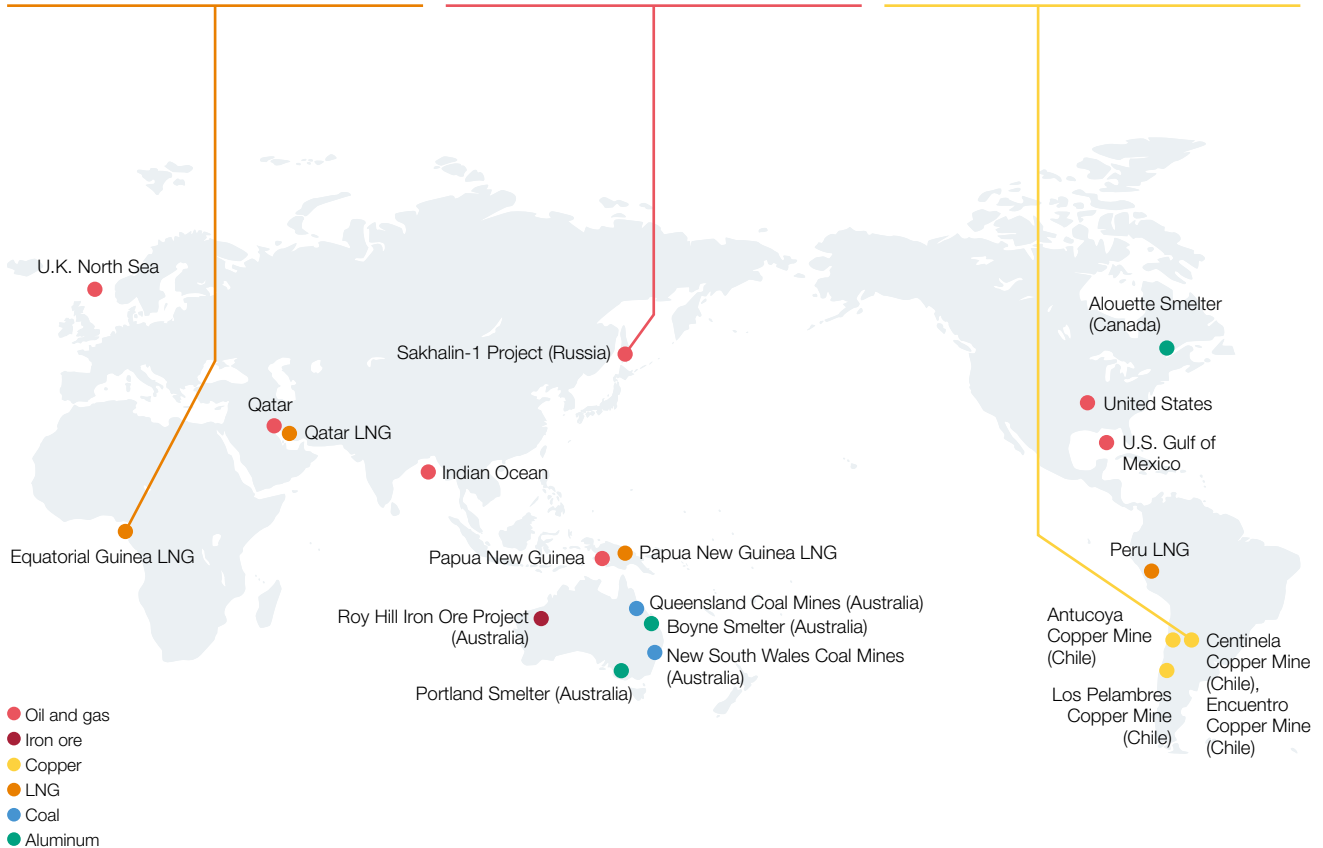 U.K. North Sea
Alouette Smelter
(Canada)
Sakhalin-1 Project (Russia)
Qatar
United States
Qatar LNG
U.S. Gulf of
Mexico
Indian Ocean
Equatorial Guinea LNG
Papua New Guinea
Papua New Guinea LNG
Peru LNG
Queensland Coal Mines (Australia)
Roy Hill Iron Ore Project
(Australia)
Boyne Smelter (Australia)
New South Wales Coal Mines
(Australia)
Portland Smelter (Australia)
Antucoya
Copper Mine
(Chile)
Centinela
Copper Mine
(Chile),
Encuentro
Copper Mine
(Chile)
Los Pelambres
Copper Mine
(Chile)
Oil and gas
Iron ore
Copper
LNG
Coal
Aluminum